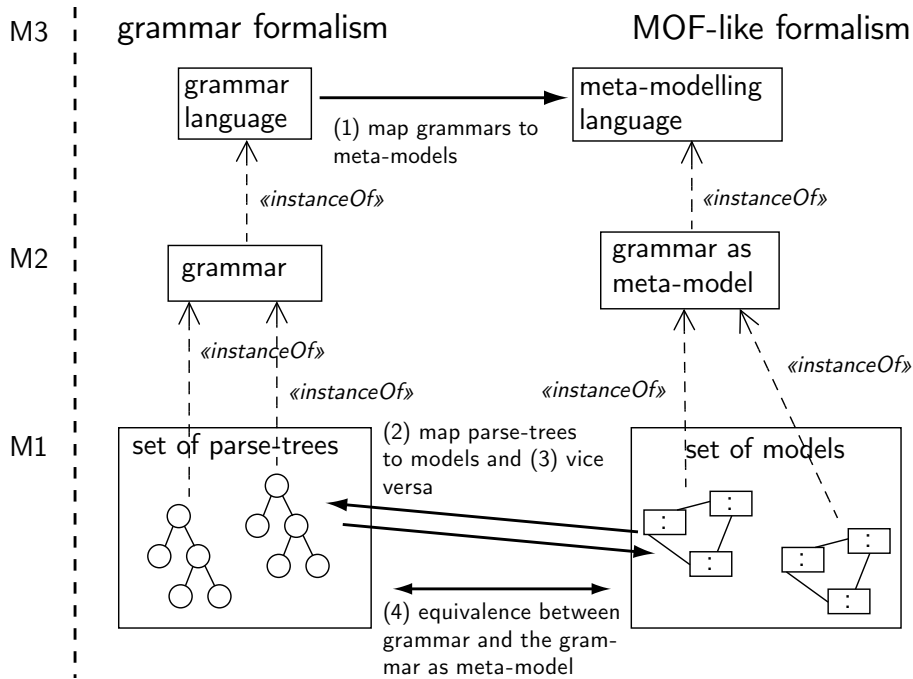 M3
grammar formalism
MOF-like formalism
grammar
language
meta-modelling
language
(1) map grammars to
meta-models
«instanceOf»
«instanceOf»
M2
grammar
grammar as
meta-model
«instanceOf»
«instanceOf»
«instanceOf»
«instanceOf»
M1
set of parse-trees
(2) map parse-trees
to models and (3) vice
versa
set of models
:
:
:
:
:
:
(4) equivalence between
grammar and the gram-
mar as meta-model